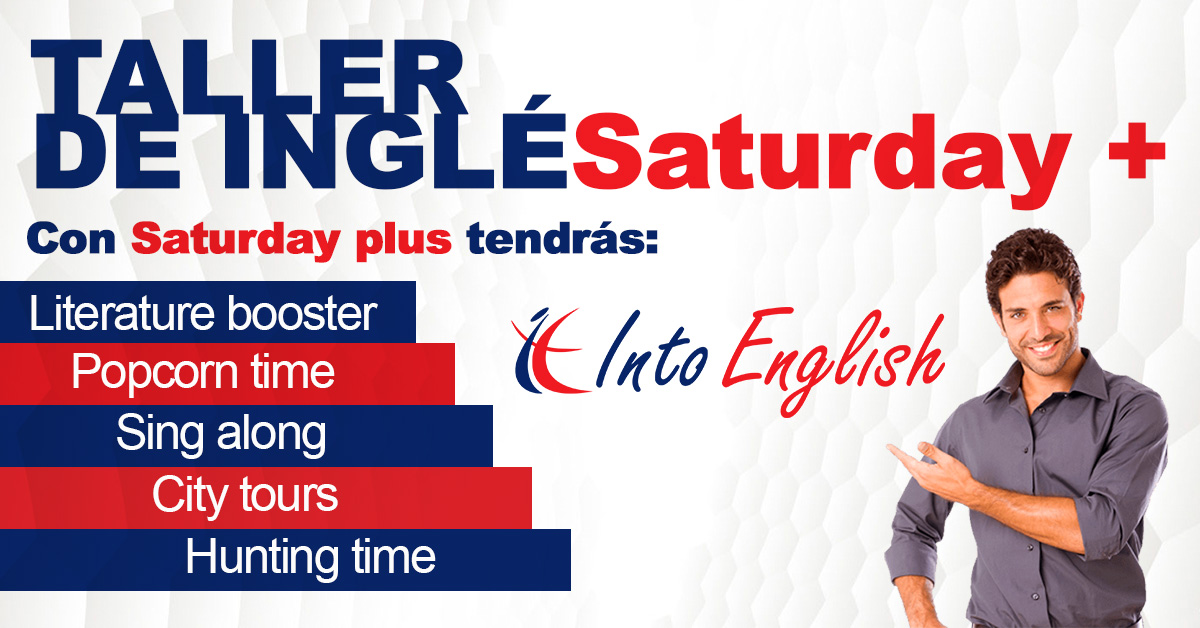 TALLER
DE INGLÉSaturday +
Con Saturday plus tendrás:
Literature booster
Popcorn time
Sing along
City tours
Hunting time
Into English